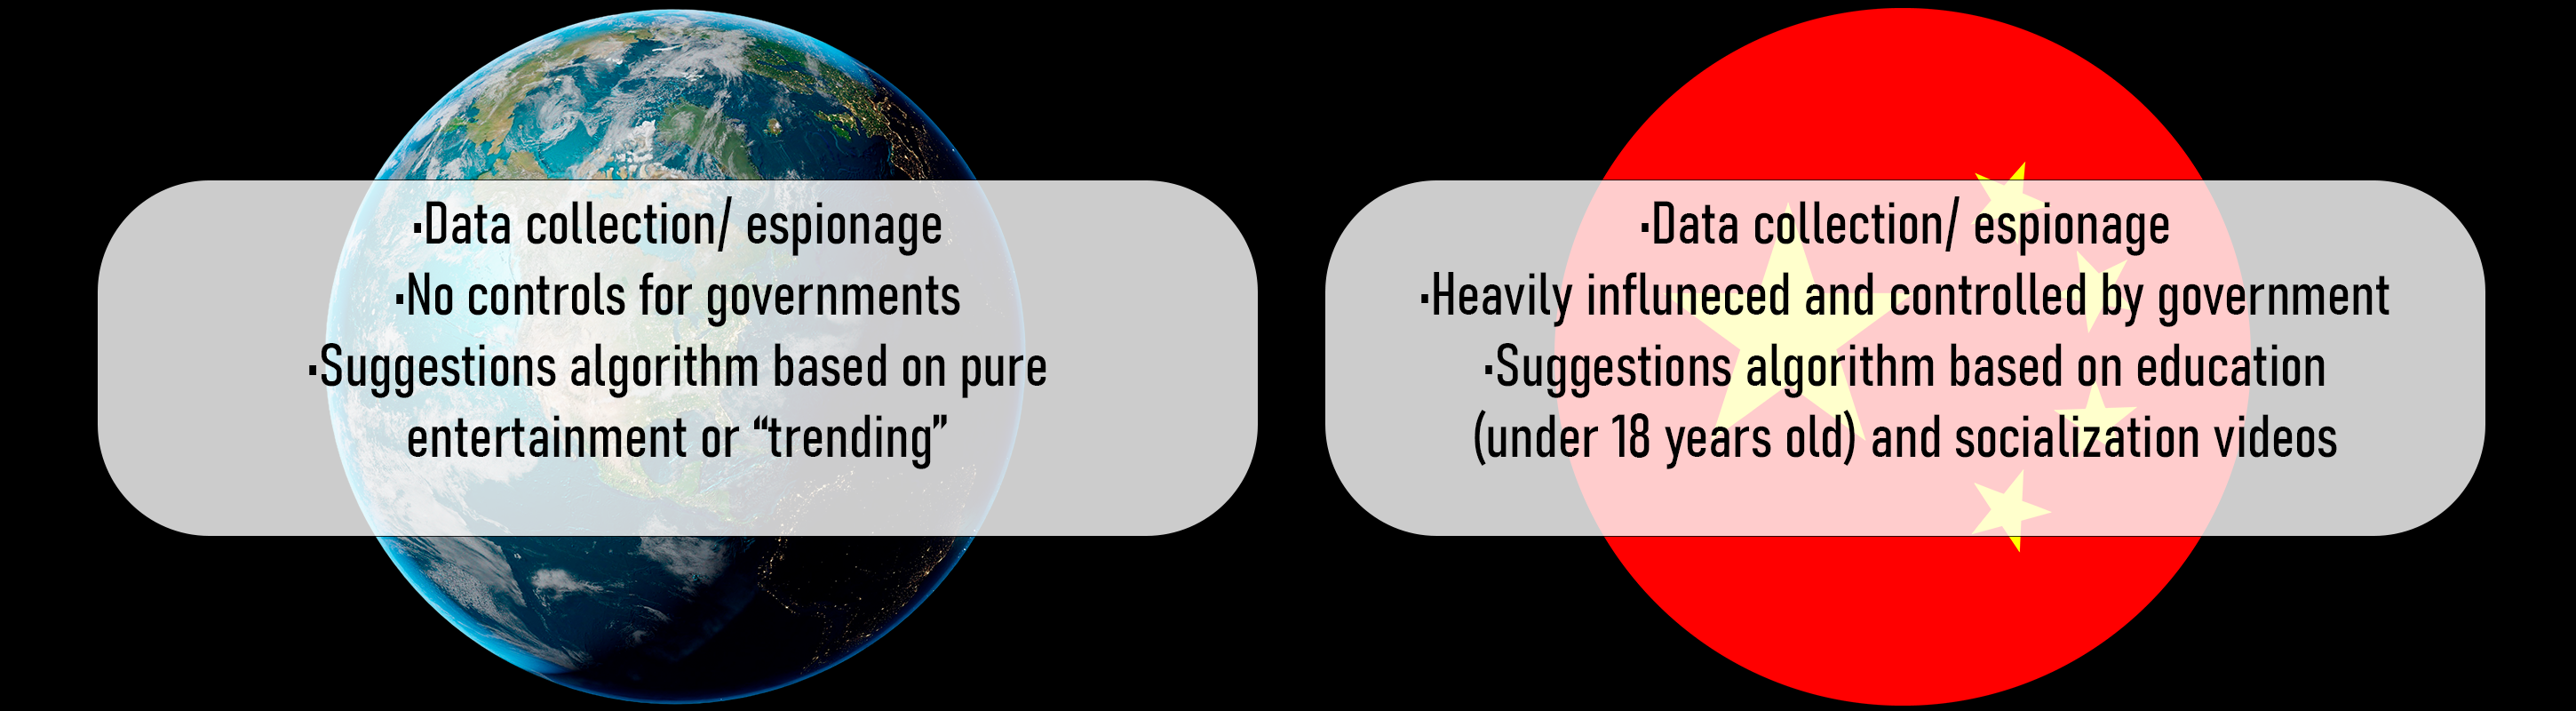 ·Data collection/ espionage
·No controls for governments
·Suggestions algorithm based on pure
entertainment or “trending”
·Data collection/ espionage
·Heavily influneced and controlled by government
·Suggestions algorithm based on education
(under 18 years old) and socialization videos